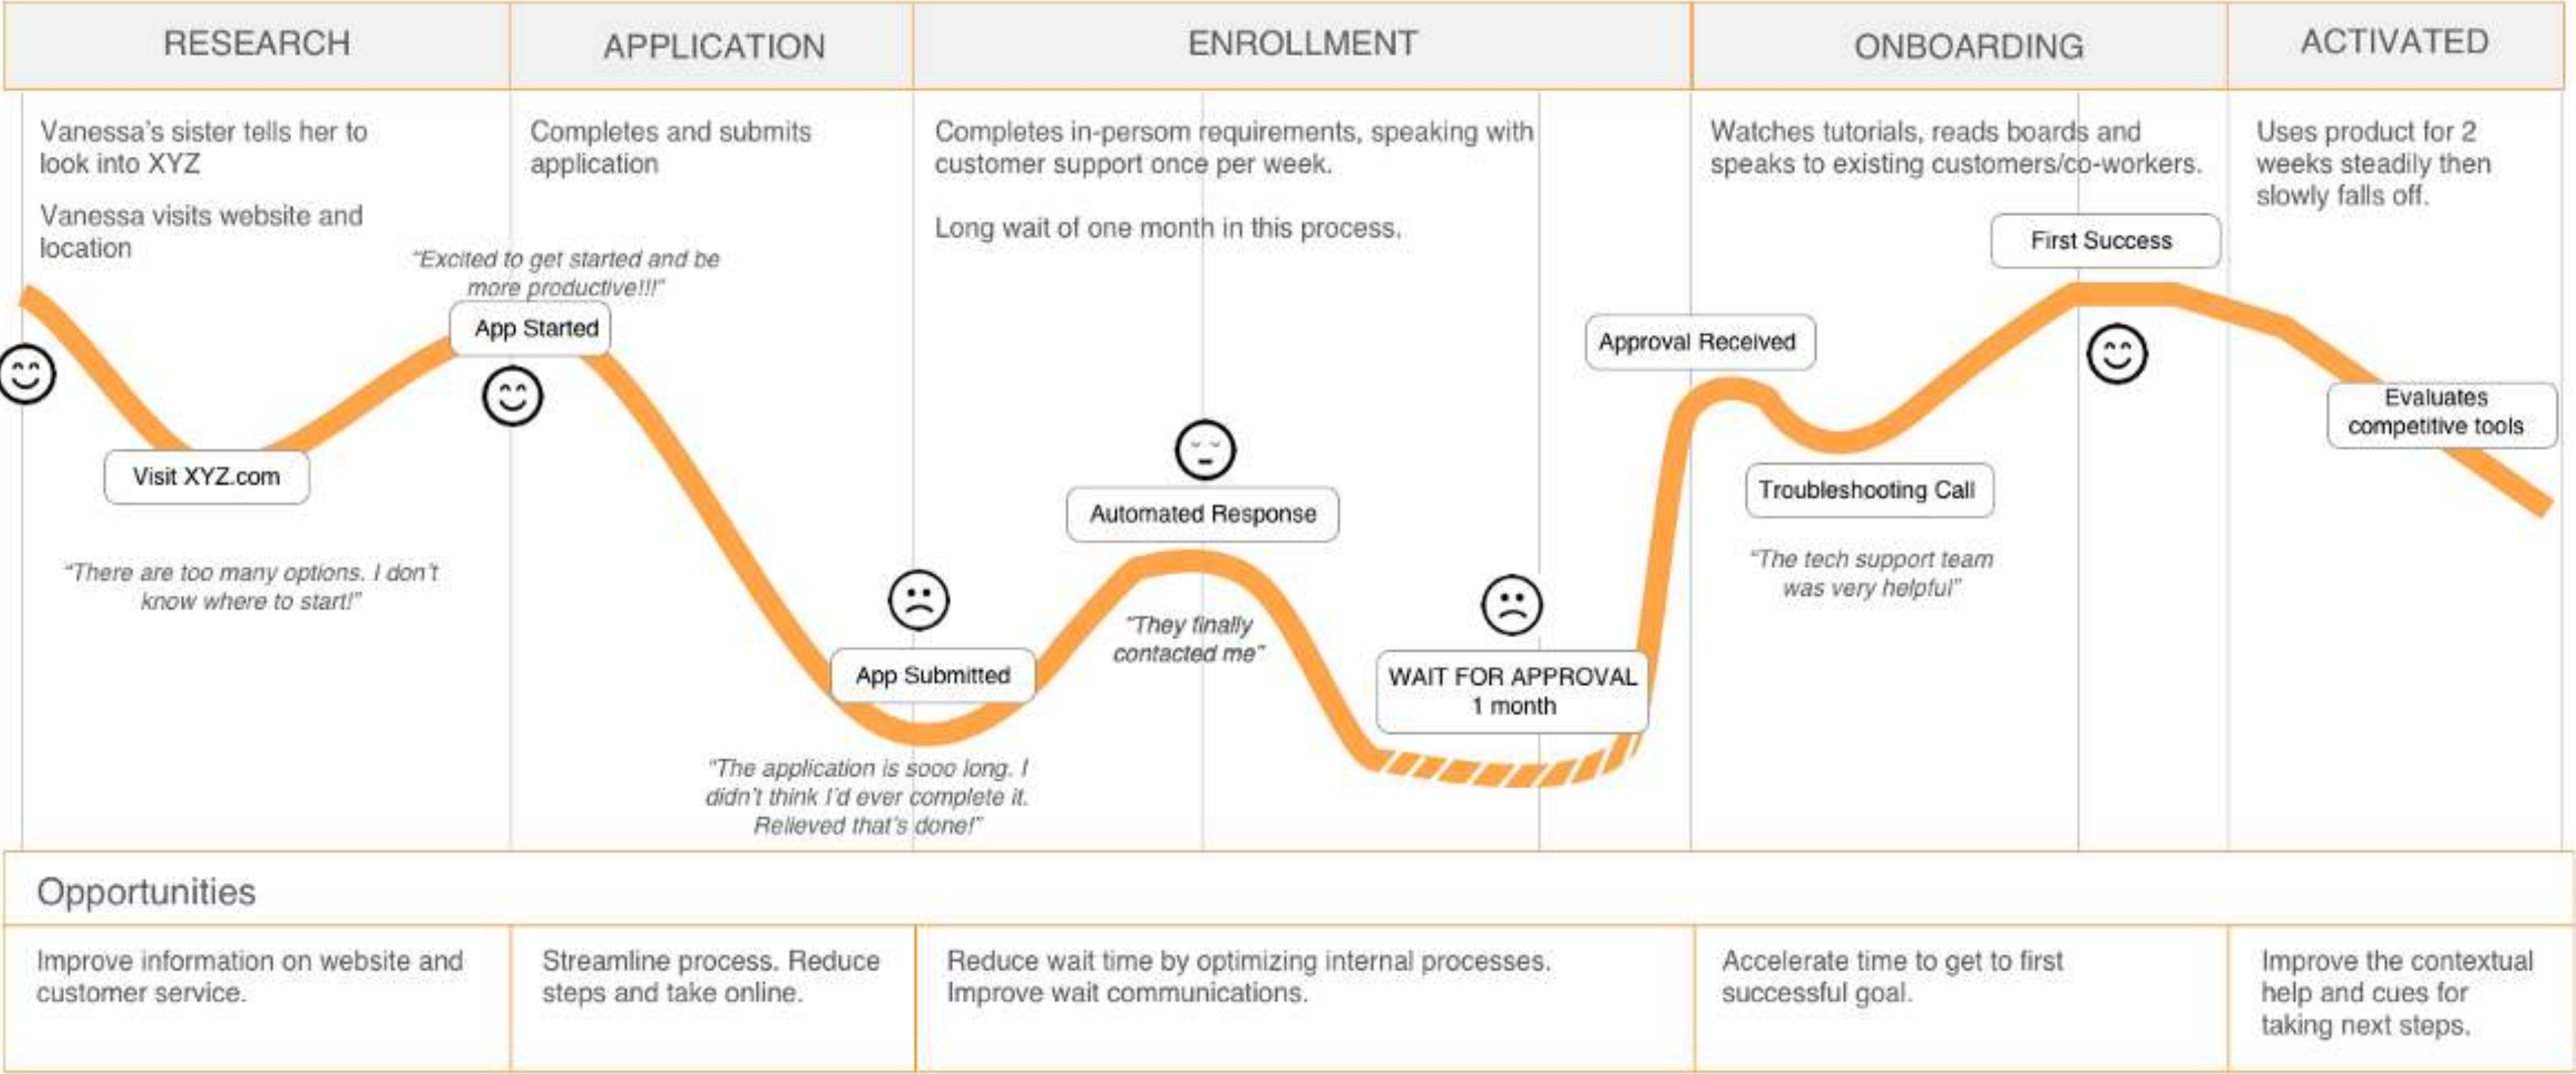 RESEARCH
APPLICATION
ENROLLMENT
ONBOARDING
ACTIVATED
Vanessa's sister tells her to
look into XYZ
Vanessa visits website and
location
Completes and submits
application
Completes in-persom requirements, speaking with
customer support once per week.
Long wait of one month in this process.
Watches tutorials, reads boards and
speaks to existing customers/co-workers.
Uses product for 2
weeks steadily then
slowly falls off.
"Excited to get started and be
more productive!!!"
App Started
Visit XYZ.com
"There are too many options. I don't
know where to start!"
App Submitted
"The application is sooo long. I
didn't think I'd ever complete it.
Relieved that's done!"
Automated Response
"They finally
contacted me"
WAIT FOR APPROVAL
1 month
Approval Received
Troubleshooting Call
"The tech support team
was very helpful"
First Success
Evaluates
competitive tools
Opportunities
Improve information on website and
customer service.
Streamline process. Reduce
steps and take online.
Reduce wait time by optimizing internal processes.
Improve wait communications.
Accelerate time to get to first
successful goal.
Improve the contextual
help and cues for
taking next steps.